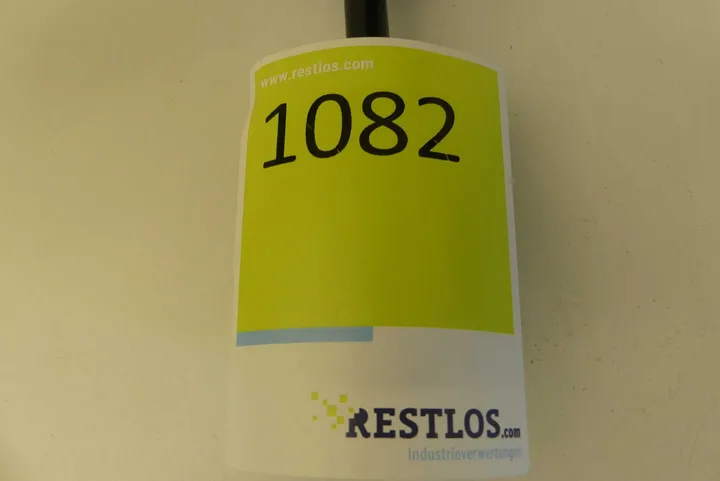 www.restlos.com
1082
RESTLOS.com
Industrieverwertungen